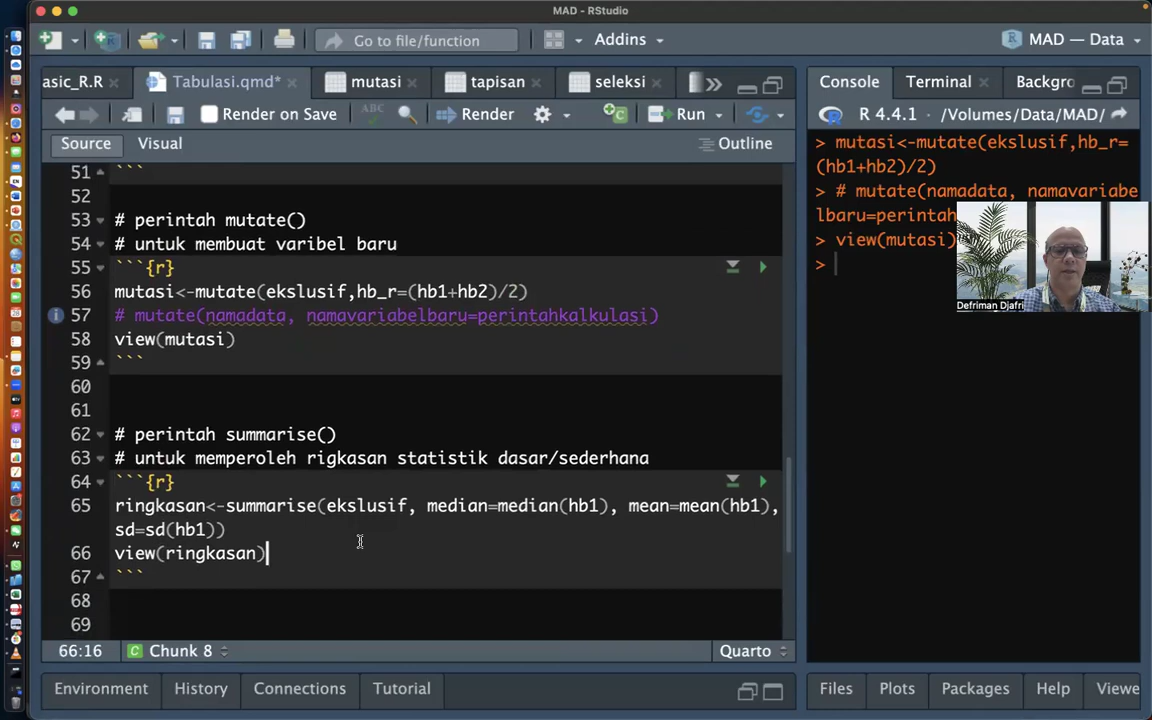 MAD - RStudio
Go to file/function
Addins
MAD — Data
asic_R.R
Tabulasi.qmd*
mutasi
tapisan
seleksi
Console
Terminal
Backgro
Render on Save
ABC
Render
Run
R 4.4.1 · /Volumes/Data/MAD/
Source
Visual
Outline
51 ```
52
53 # perintah mutate()
54 # untuk membuat varibel baru
55 ```{r}
56 mutasi<-mutate(ekslusif,hb_r=(hb1+hb2)/2)
57 # mutate(namadata, namavariabelbaru=perintahkalkulasi)
58 view(mutasi)
59 ```
60
61
62 # perintah summarise()
63 # untuk memperoleh rigkasan statistik dasar/sederhana
64 ```{r}
65 ringkasan<-summarise(ekslusif, median=median(hb1), mean=mean(hb1),
sd=sd(hb1))
66 view(ringkasan)
67 ```
68
69
66:16
C Chunk 8
Quarto
> mutasi<-mutate(ekslusif,hb_r=
(hb1+hb2)/2)
> # mutate(namadata, namavariabe
lbaru=perintah
> view(mutasi)
>
Defriman Djafri
Environment
History
Connections
Tutorial
Files
Plots
Packages
Help
Viewe